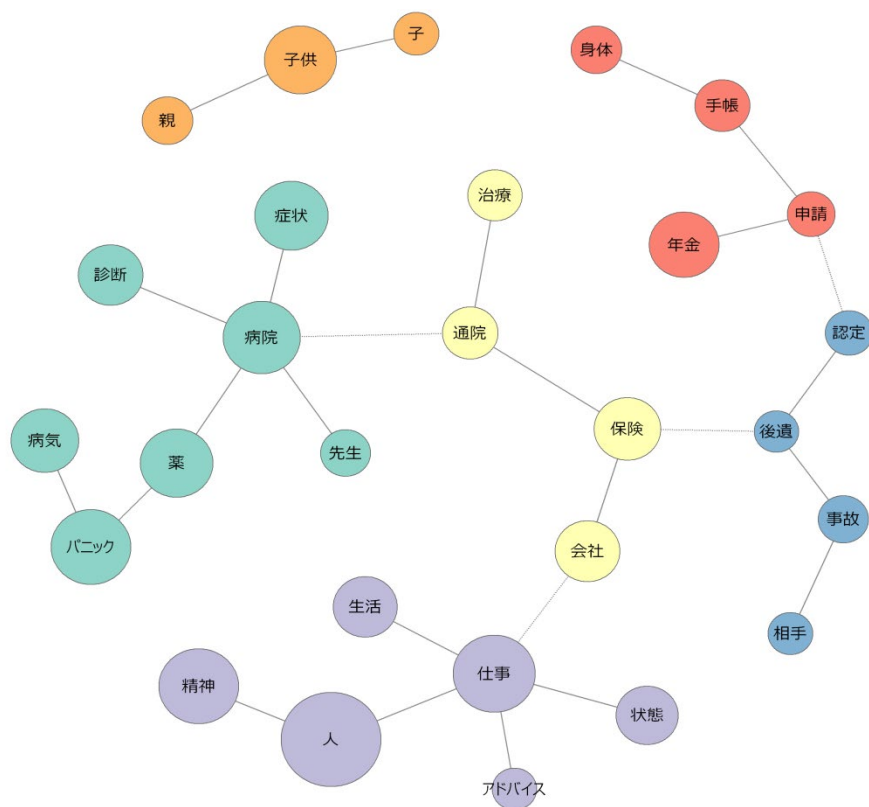 子
子供
親
身体
手帳
申請
年金
治療
症状
診断
病院
通院
認定
保険
後遺
病気
薬
先生
パニック
事故
会社
生活
相手
仕事
精神
人
状態
アドバイス